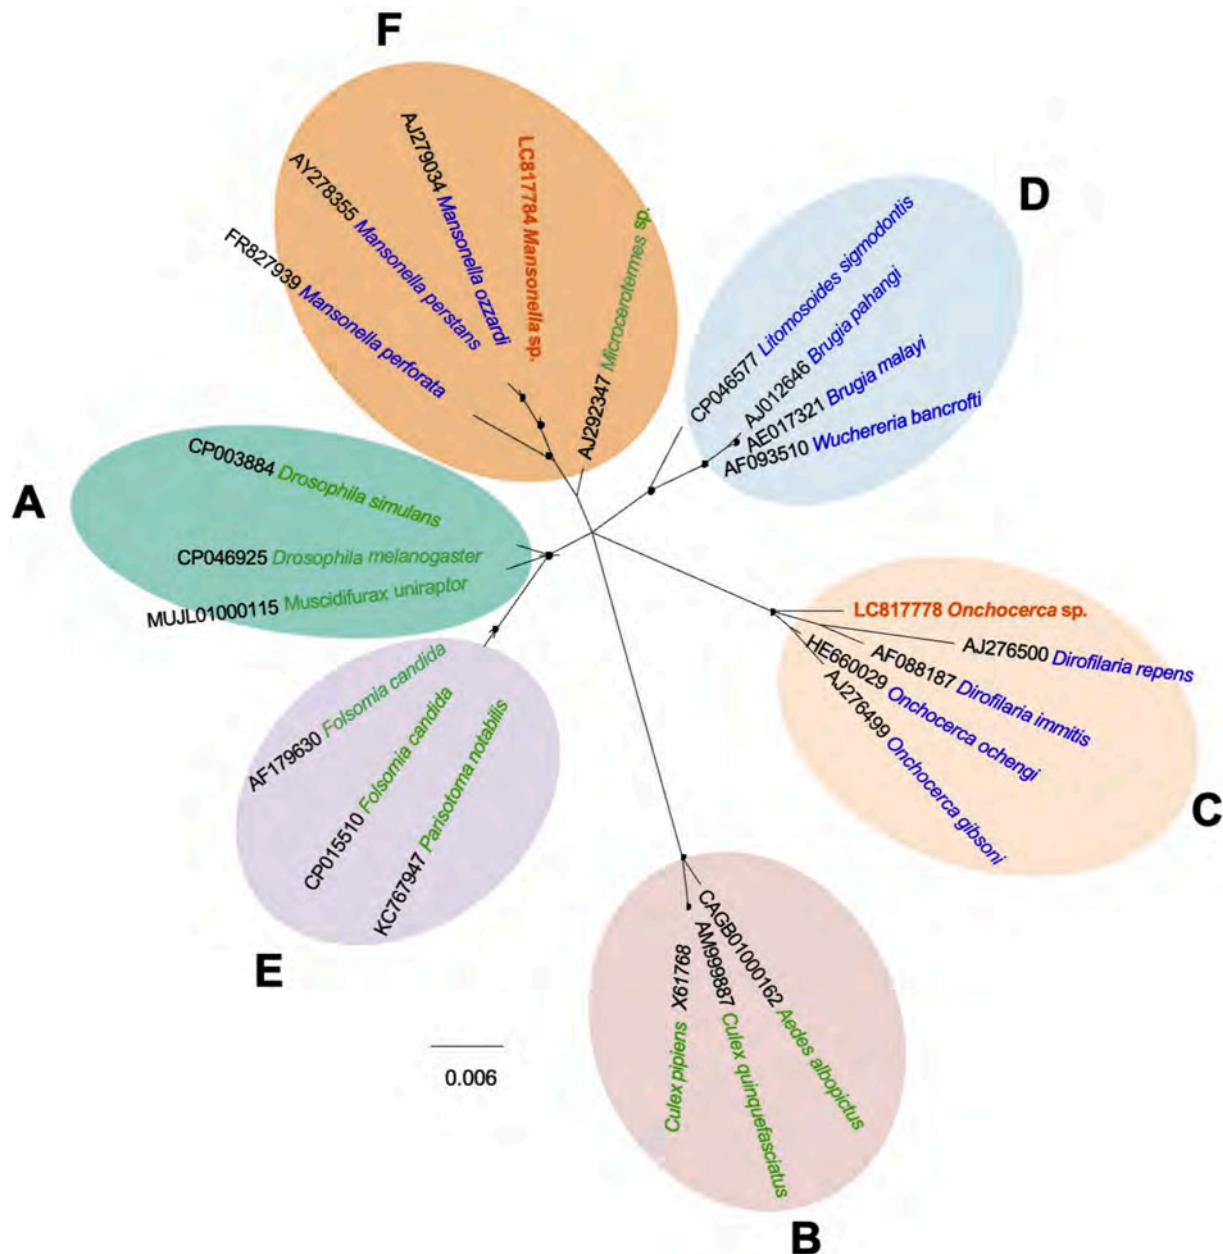 F
AJ279034 Mansonella ozzardi
LC817784 Mansonella sp.
AY278355 Mansonella perstans
FR827939 Mansonella perforata
AJ292347 Microcerotermes sp.
D
CP046577 Litomosoides sigmodontis
AJ012646 Brugia pahangi
AE017321 Brugia malayi
AF093510 Wuchereria bancrofti
A
CP003884 Drosophila simulans
CP046925 Drosophila melanogaster
MUJL01000115 Muscidifurax uniraptor
LC817778 Onchocerca sp.
AJ276500 Dirofilaria repens
AF088187 Dirofilaria immitis
HE660029 Onchocerca ochengi
AJ276499 Onchocerca gibsoni
C
AF179630 Folsomia candida
CP015510 Folsomia candida
KC767947 Parisotoma notabilis
E
CAGB01000162 Aedes albopictus
AM999887 Culex quinquefasciatus
Culex pipiens X61768
B
0.006